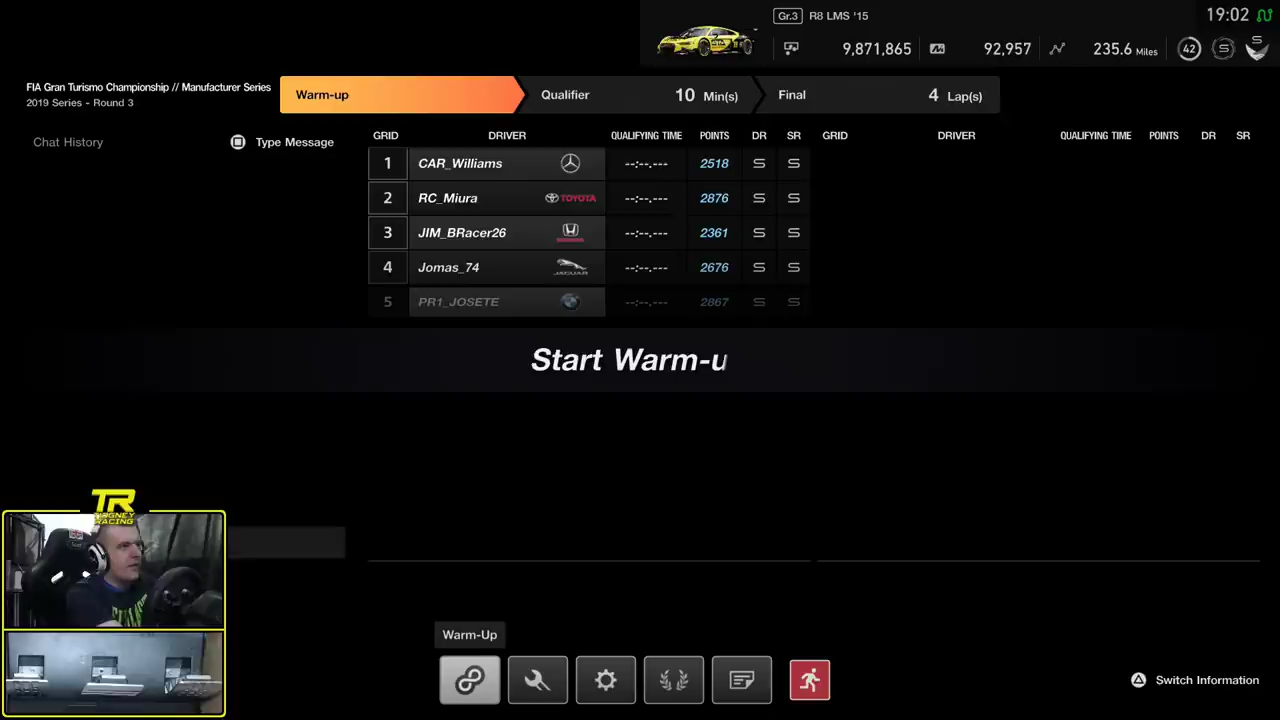 Gr.3 R8 LMS '15
19:02
9,871,865 92,957 235.6 Miles 42 S S
FIA Gran Turismo Championship // Manufacturer Series
2019 Series - Round 3
Warm-up Qualifier 10 Min(s) Final 4 Lap(s)
Chat History Type Message
GRID DRIVER QUALIFYING TIME POINTS DR SR GRID DRIVER QUALIFYING TIME POINTS DR SR
1 CAR_Williams --:--.--- 2518 S S
2 RC_Miura TOYOTA --:--.--- 2876 S S
3 JIM_BRacer26 --:--.--- 2361 S S
4 Jomas_74 JAGUAR --:--.--- 2676 S S
5 PR1_JOSETE --:--.--- 2867 S S
Start Warm-u
TR
RACING
Warm-Up
Switch Information